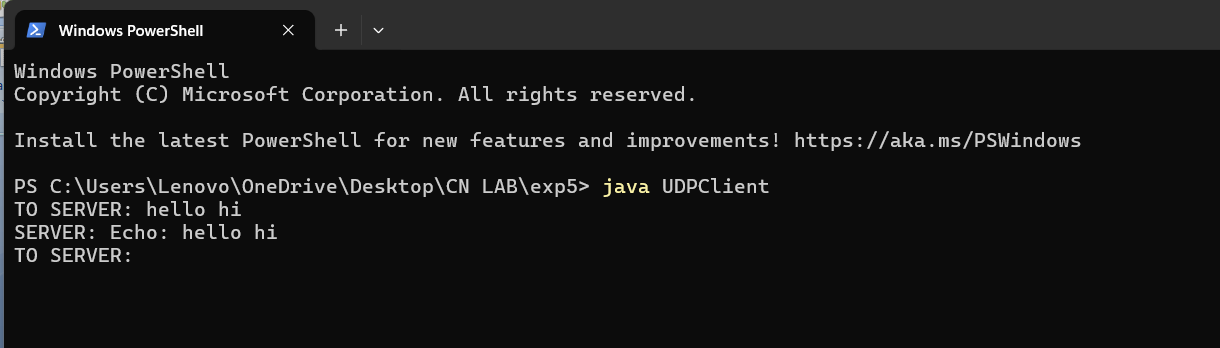 Windows PowerShell
Windows PowerShell
Copyright (C) Microsoft Corporation. All rights reserved.
Install the latest PowerShell for new features and improvements! https://aka.ms/PSWindows
PS C:\Users\Lenovo\OneDrive\Desktop\CN LAB\exp5> java UDPClient
TO SERVER: hello hi
SERVER: Echo: hello hi
TO SERVER: